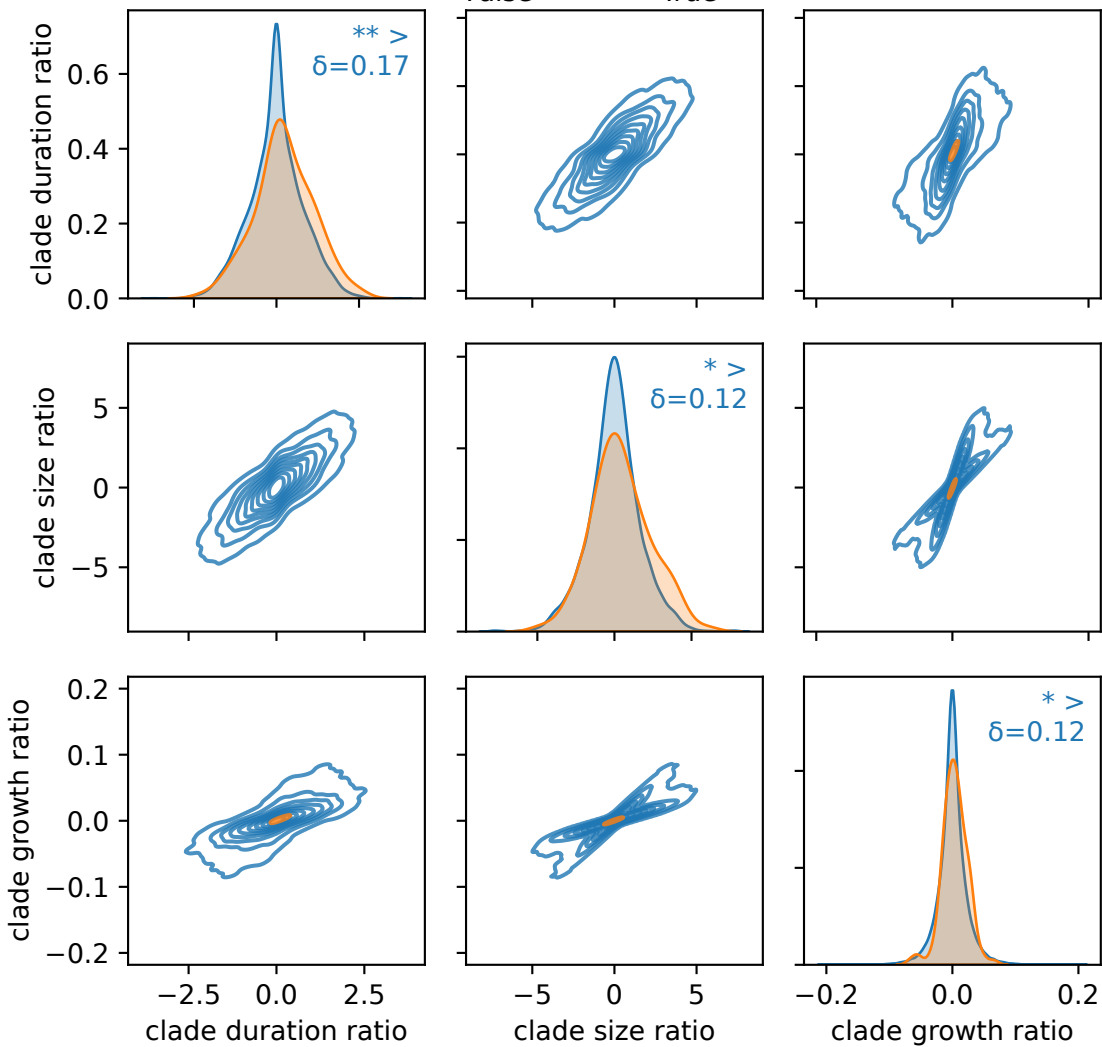 ** >
δ=0.17
clade duration ratio
0.6
0.4
0.2
0.0
* >
δ=0.12
clade size ratio
5
0
−5
* >
δ=0.12
clade growth ratio
0.2
0.1
0.0
−0.1
−0.2
−2.5 0.0 2.5
−5 0 5
−0.2 0.0 0.2
clade duration ratio
clade size ratio
clade growth ratio